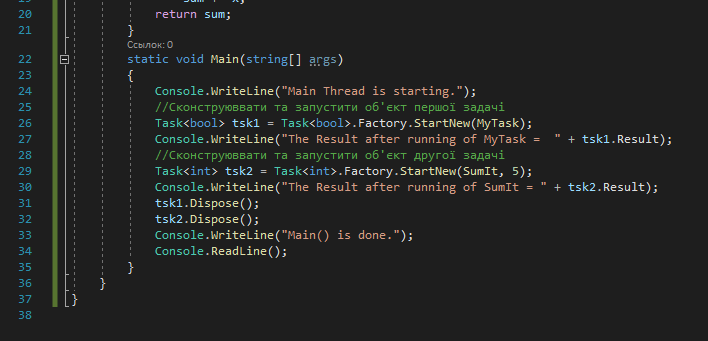 20 return sum;
21 }
Ссылок: 0
22 static void Main(string[] args)
23 {
24 Console.WriteLine("Main Thread is starting.");
25 //Сконструюввати та запустити об'єкт першої задачі
26 Task<bool> tsk1 = Task<bool>.Factory.StartNew(MyTask);
27 Console.WriteLine("The Result after running of MyTask =  " + tsk1.Result);
28 //Сконструюввати та запустити об'єкт другої задачі
29 Task<int> tsk2 = Task<int>.Factory.StartNew(SumIt, 5);
30 Console.WriteLine("The Result after running of SumIt = " + tsk2.Result);
31 tsk1.Dispose();
32 tsk2.Dispose();
33 Console.WriteLine("Main() is done.");
34 Console.ReadLine();
35 }
36 }
37 }
38